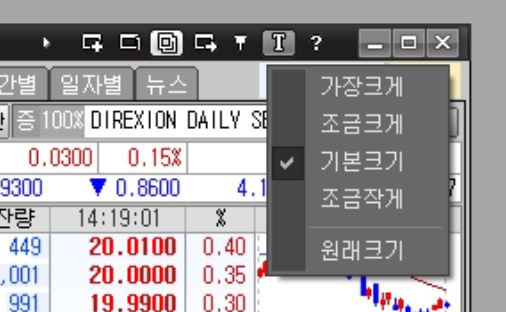 T ?
간별 일자별 뉴스
증 100% DIREXION DAILY
0.0300 0.15%
9300 ▼ 0.8600 4.1
잔량 14:19:01 %
449 20.0100 0.40
,001 20.0000 0.35
991 19.9900 0.30
가장크게
조금크게
✓ 기본크기
조금작게
원래크기